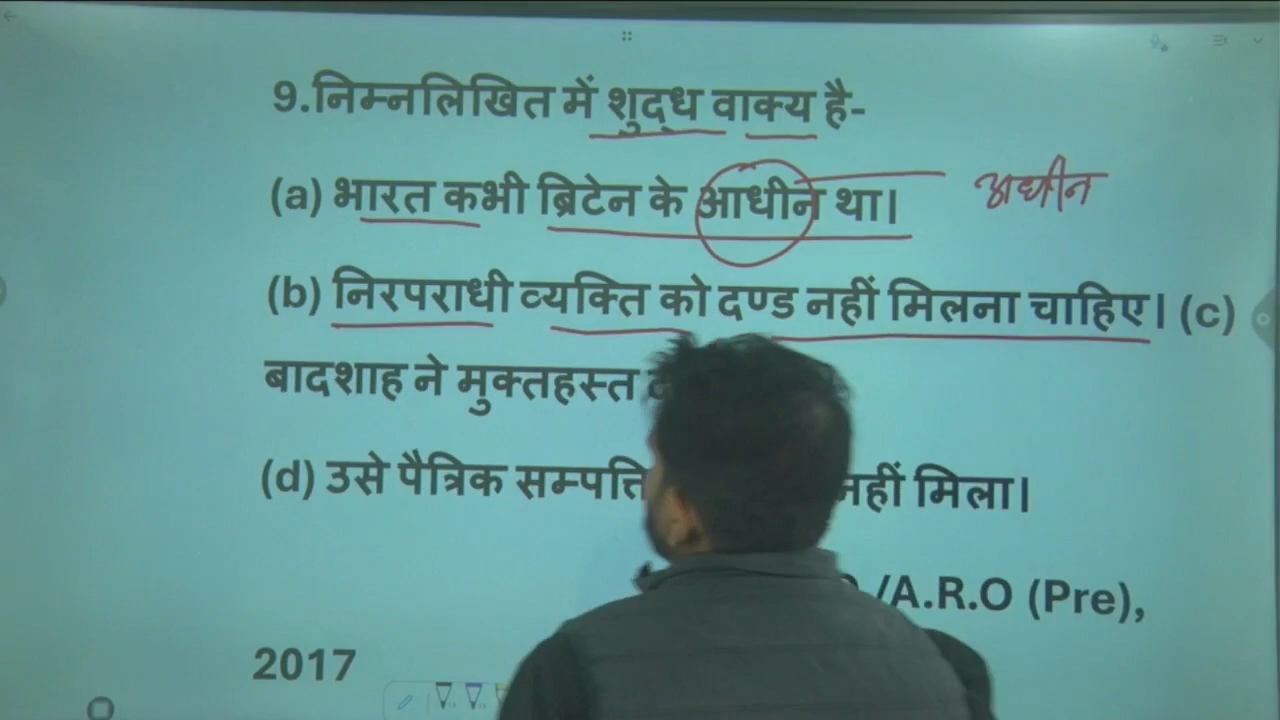 9.निम्नलिखित में शुद्ध वाक्य है-
(a) भारत कभी ब्रिटेन के आधीन था। अधीन
(b) निरपराधी व्यक्ति को दण्ड नहीं मिलना चाहिए। (c)
बादशाह ने मुक्तहस्त
(d) उसे पैत्रिक सम्पत्ति नहीं मिला।
/A.R.O (Pre),
2017